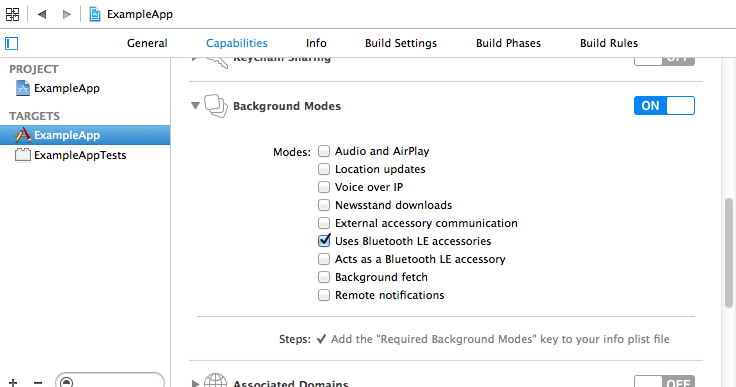 ExampleApp
General Capabilities Info Build Settings Build Phases Build Rules
PROJECT
ExampleApp
TARGETS
ExampleApp
ExampleAppTests
Keychain Sharing OFF
Background Modes ON
Modes: Audio and AirPlay
Location updates
Voice over IP
Newsstand downloads
External accessory communication
Uses Bluetooth LE accessories
Acts as a Bluetooth LE accessory
Background fetch
Remote notifications
Steps: ✓ Add the "Required Background Modes" key to your info plist file
Associated Domains OFF